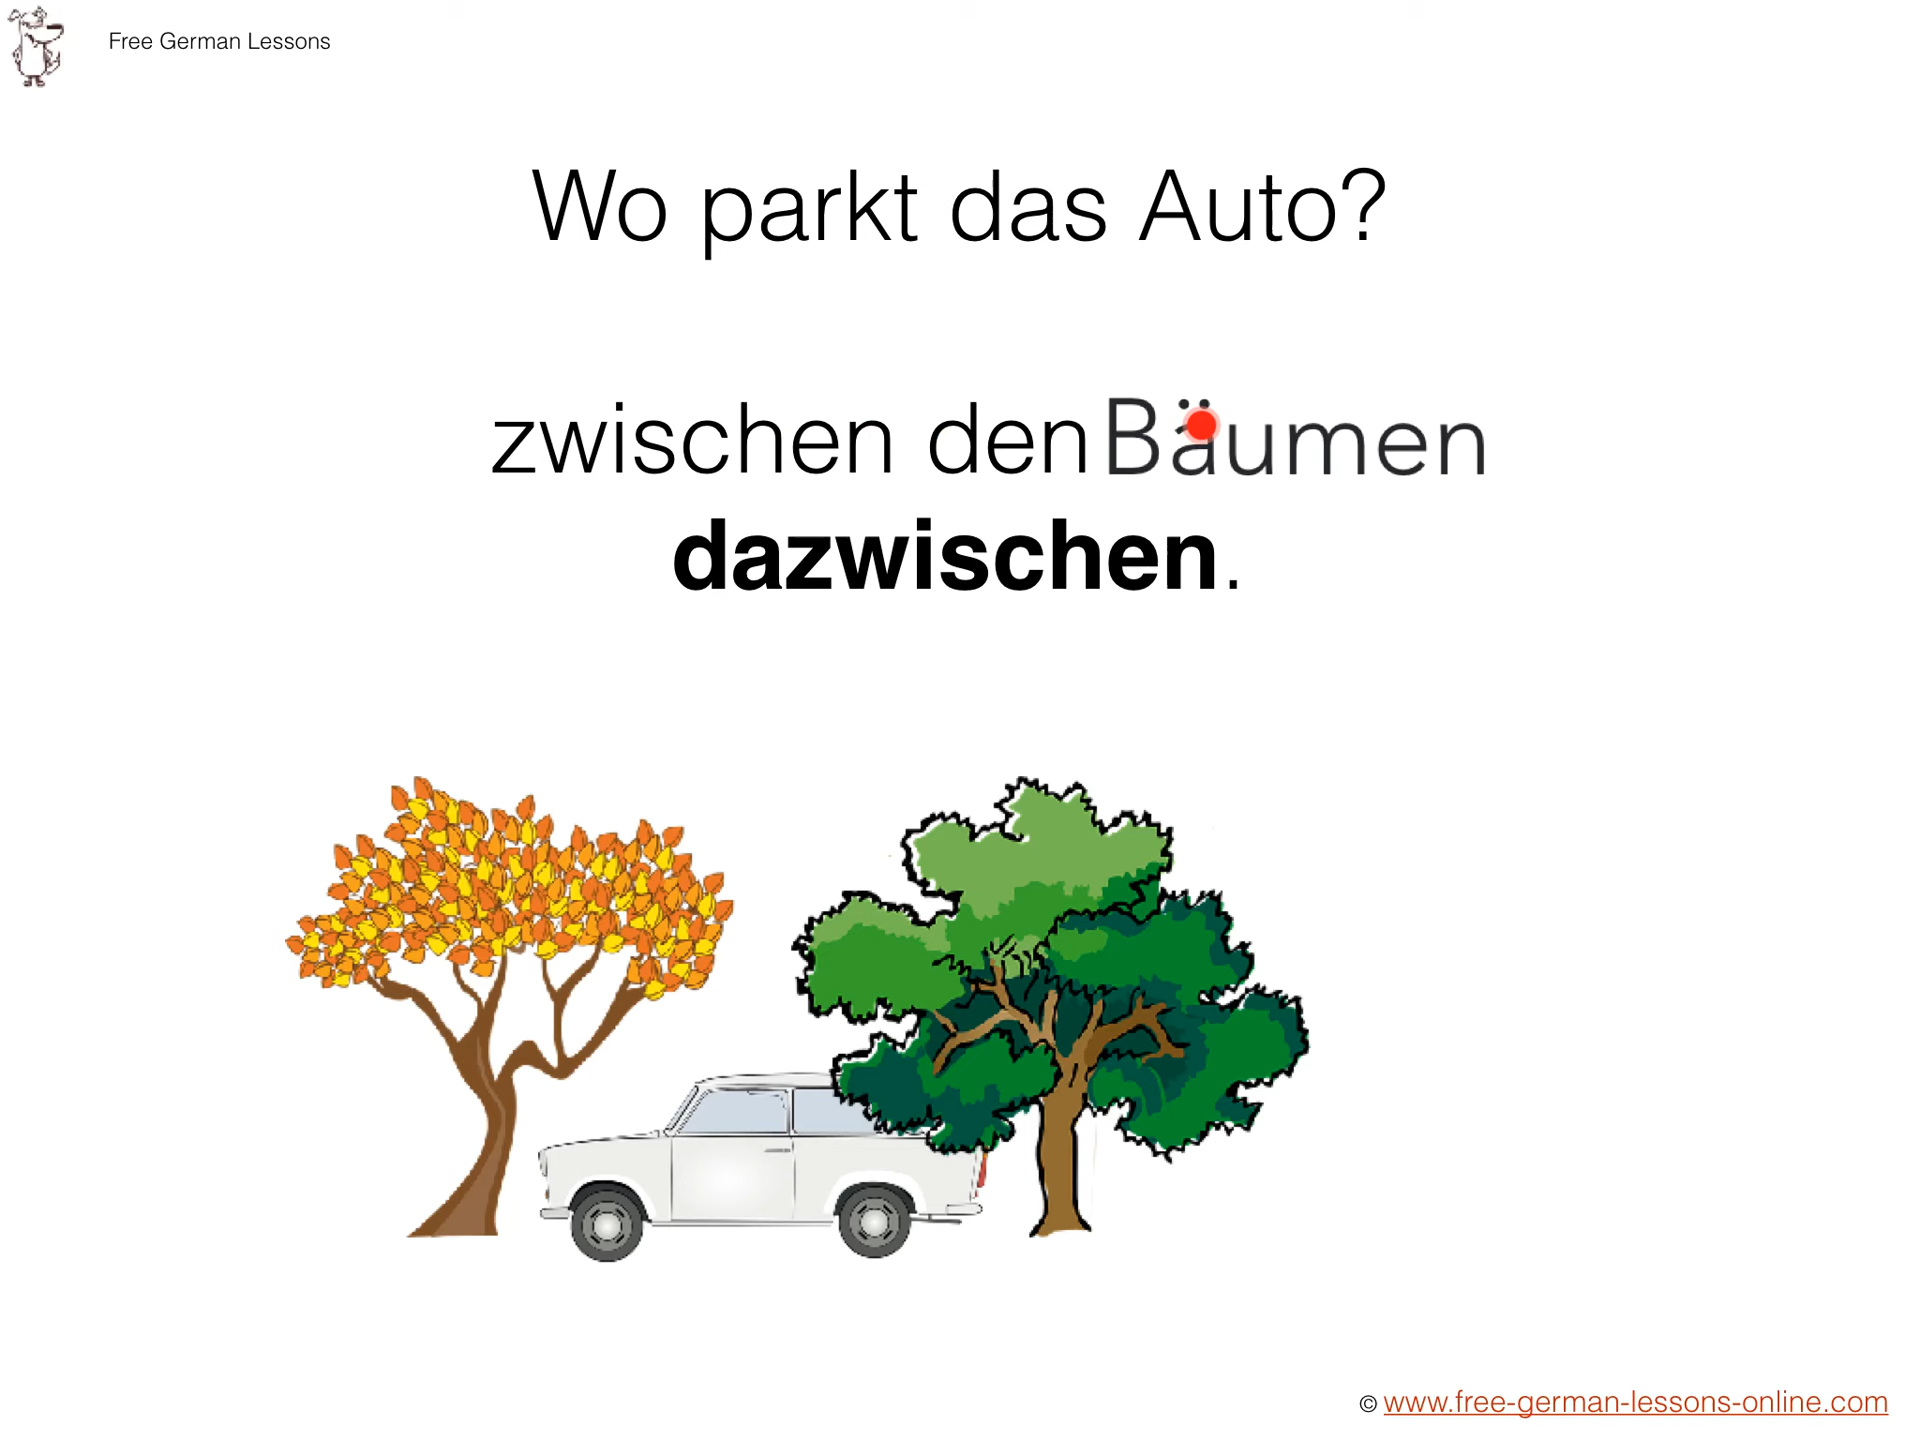 Free German Lessons
Wo parkt das Auto?
zwischen den Bäumen
dazwischen.
© www.free-german-lessons-online.com